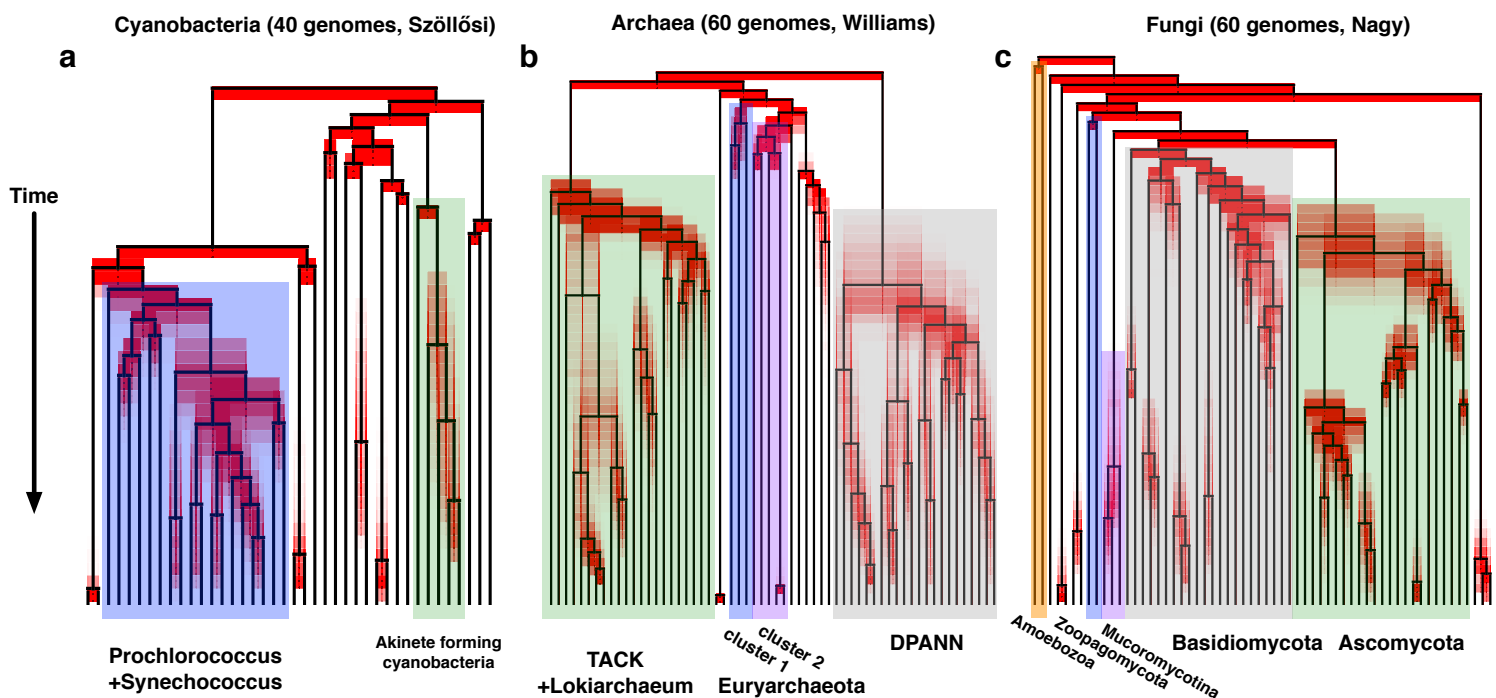 Cyanobacteria (40 genomes, Szöllősi)
Archaea (60 genomes, Williams)
Fungi (60 genomes, Nagy)
a
b
c
Time
Prochlorococcus
+Synechococcus
Akinete forming
cyanobacteria
TACK
+Lokiarchaeum
cluster 1
cluster 2
Euryarchaeota
DPANN
Amoebozoa
Zoopagomycota
Mucoromycotina
Basidiomycota
Ascomycota